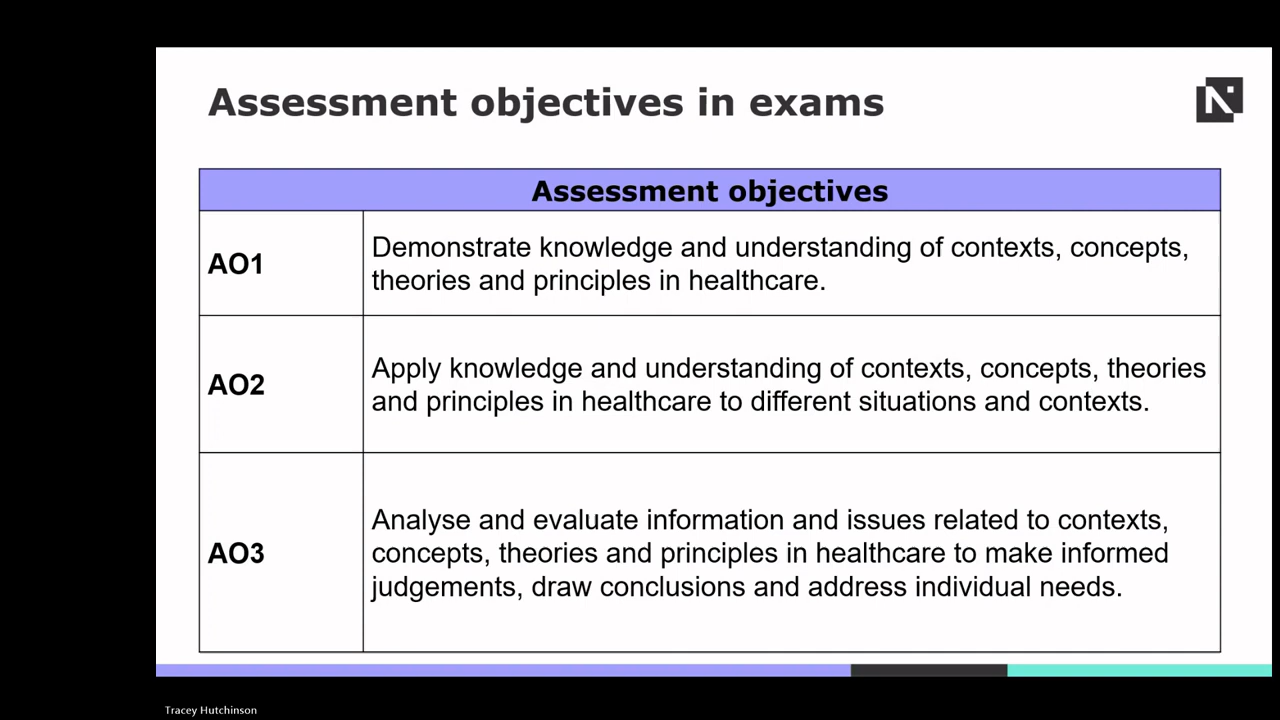 Assessment objectives in exams
Assessment objectives
AO1
Demonstrate knowledge and understanding of contexts, concepts,
theories and principles in healthcare.
AO2
Apply knowledge and understanding of contexts, concepts, theories
and principles in healthcare to different situations and contexts.
AO3
Analyse and evaluate information and issues related to contexts,
concepts, theories and principles in healthcare to make informed
judgements, draw conclusions and address individual needs.
Tracey Hutchinson